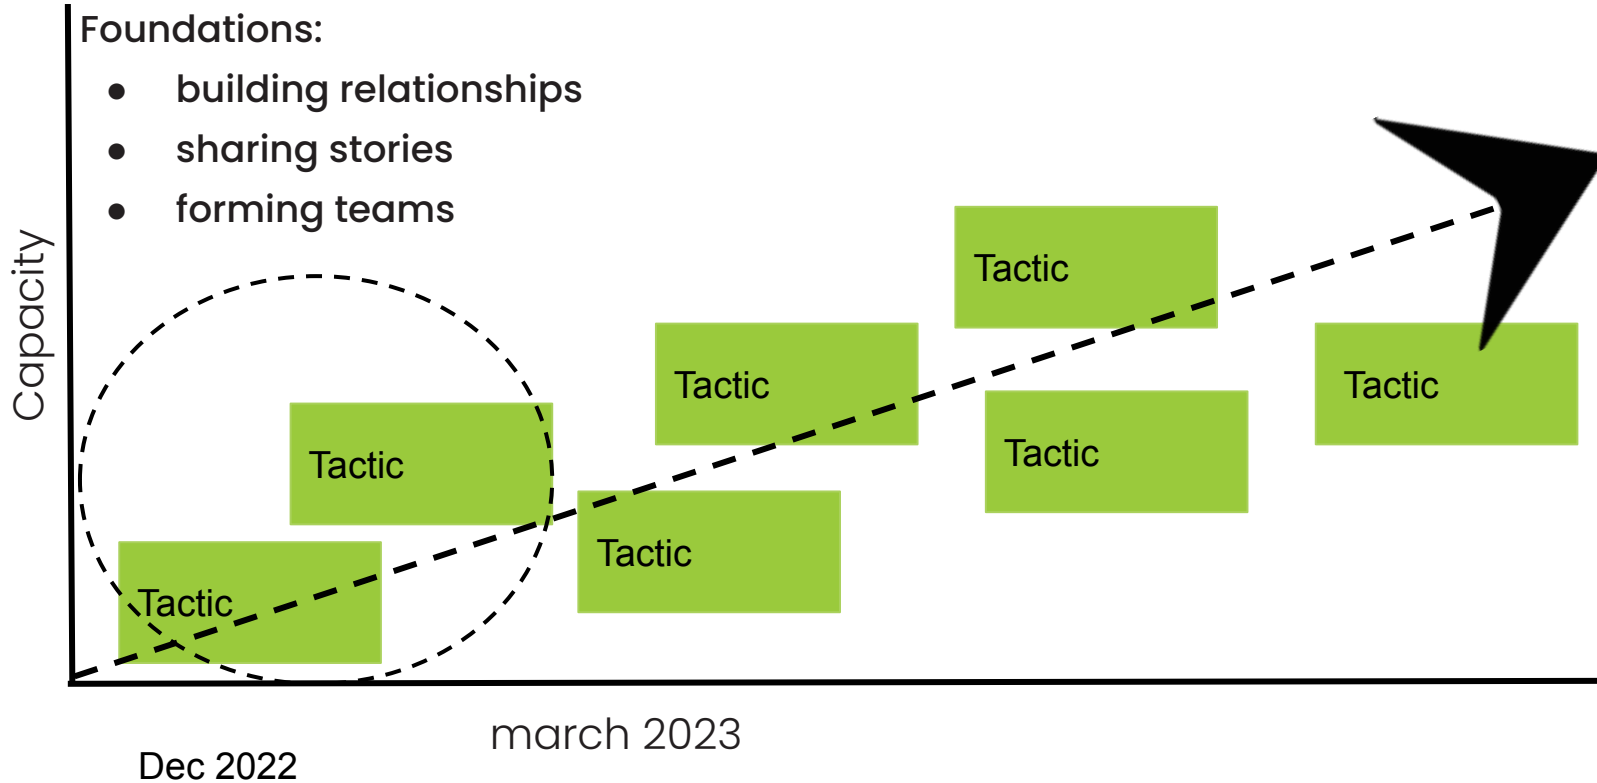 Foundations:
● building relationships
● sharing stories
● forming teams
Capacity
Tactic
Tactic
Tactic
Tactic
Tactic
Tactic
Tactic
march 2023
Dec 2022